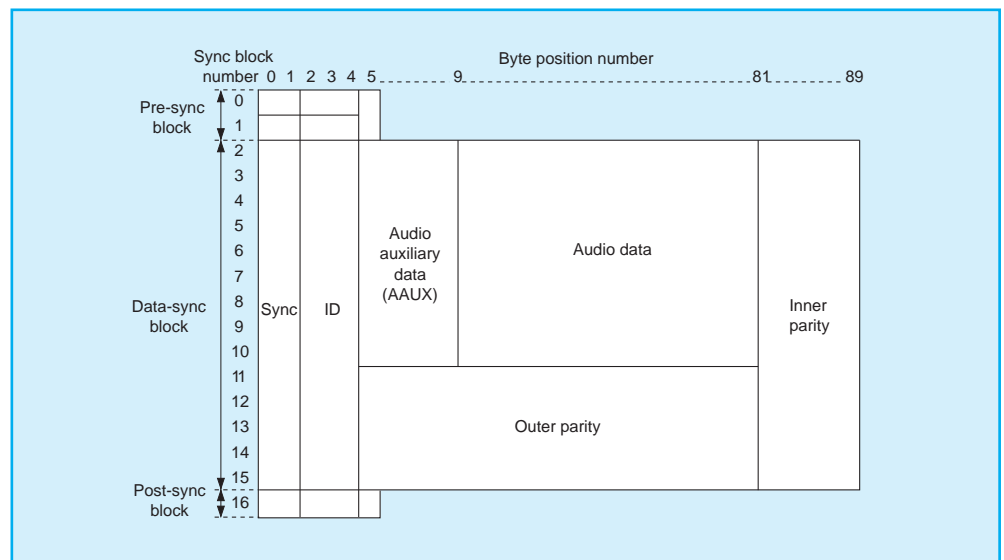 Sync block
number
Byte position number
0 1 2 3 4 5 9 81 89
Pre-sync
block
0
1
Data-sync
block
2
3
4
5
6
7
8
9
10
11
12
13
14
15
Sync
ID
Audio
auxiliary
data
(AAUX)
Audio data
Inner
parity
Outer parity
Post-sync
block
16